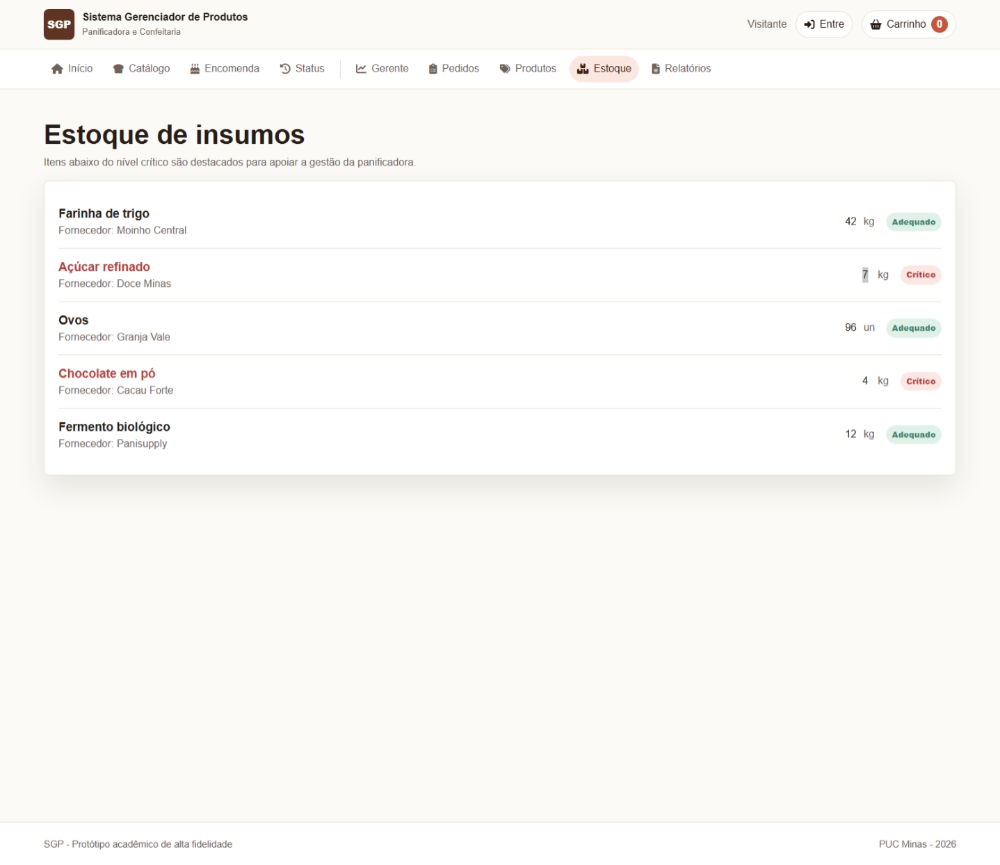 SGP
Sistema Gerenciador de Produtos
Panificadora e Confeitaria
Visitante
Entre
Carrinho 0
Início Catálogo Encomenda Status Gerente Pedidos Produtos Estoque Relatórios
Estoque de insumos
Itens abaixo do nível crítico são destacados para apoiar a gestão da panificadora.
Farinha de trigo
Fornecedor: Moinho Central
42 kg Adequado
Açúcar refinado
Fornecedor: Doce Minas
7 kg Crítico
Ovos
Fornecedor: Granja Vale
96 un Adequado
Chocolate em pó
Fornecedor: Cacau Forte
4 kg Crítico
Fermento biológico
Fornecedor: Panisupply
12 kg Adequado
SGP - Protótipo acadêmico de alta fidelidade
PUC Minas - 2026